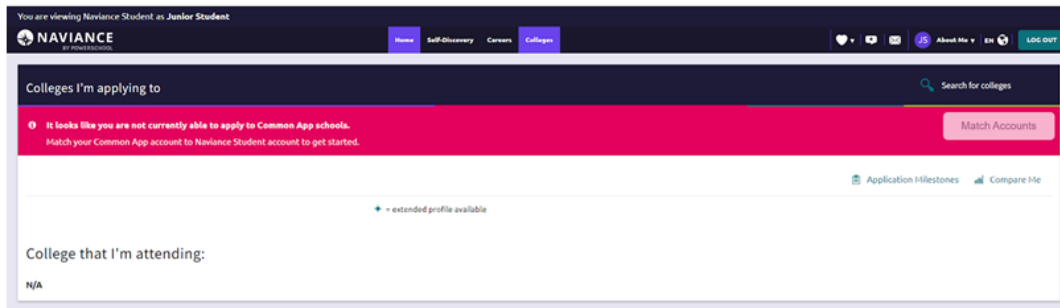 You are viewing Naviance Student as Junior Student
NAVIANCE
BY POWERSCHOOL
Home Self-Discovery Careers Colleges
JS About Me EN LOG OUT
Colleges I'm applying to
Search for colleges
It looks like you are not currently able to apply to Common App schools.
Match your Common App account to Naviance Student account to get started.
Match Accounts
Application Milestones Compare Me
= extended profile available
College that I'm attending:
N/A